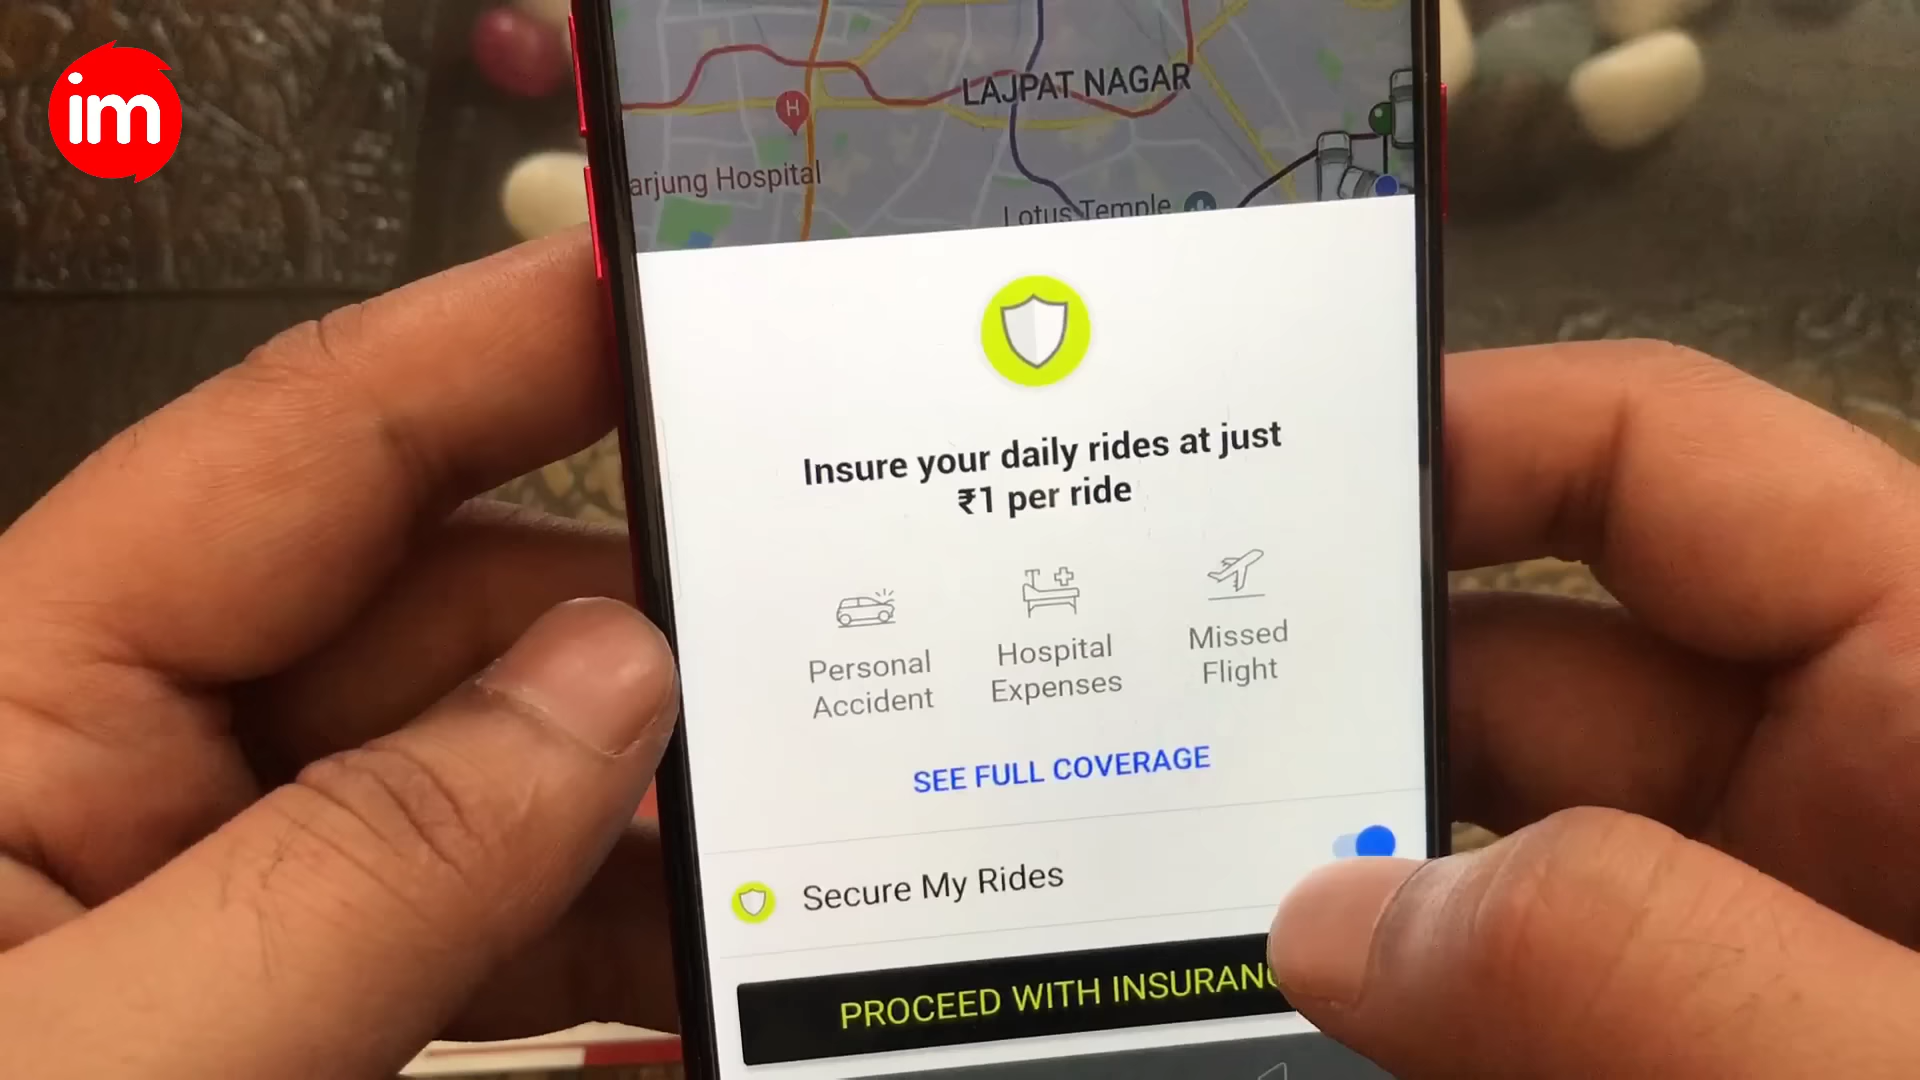 im
LAJPAT NAGAR
H
arjung Hospital
Lotus Temple
Insure your daily rides at just
₹1 per ride
Personal
Accident
Hospital
Expenses
Missed
Flight
SEE FULL COVERAGE
Secure My Rides
PROCEED WITH INSURANC